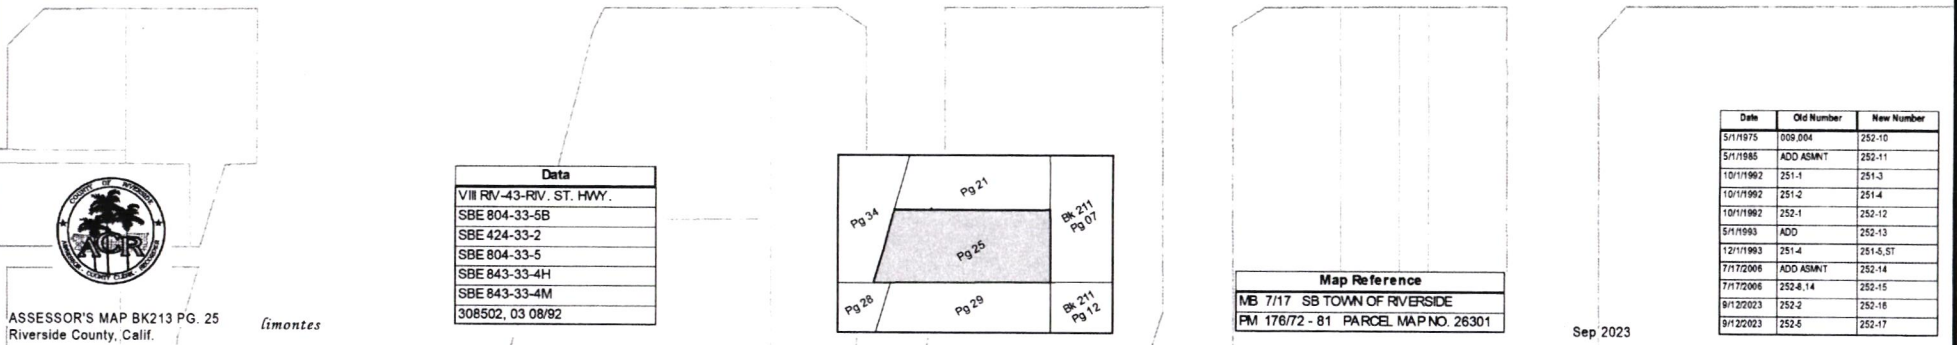 COUNTY OF RIVERSIDE
ACR
ASSESSOR - COUNTY CLERK - RECORDER
ASSESSOR'S MAP BK213 PG. 25
Riverside County, Calif.
limontes
Data
VIII RIV-43-RIV. ST. HWY.
SBE 804-33-5B
SBE 424-33-2
SBE 804-33-5
SBE 843-33-4H
SBE 843-33-4M
308502, 03 08/92
Pg 21
Pg 34
Bk 211
Pg 07
Pg 25
Pg 28
Pg 29
Bk 211
Pg 12
Map Reference
MB 7/17 SB TOWN OF RIVERSIDE
PM 176/72 - 81 PARCEL MAP NO. 26301
Sep 2023
Date Old Number New Number
5/1/1975 009,004 252-10
5/1/1985 ADD ASMNT 252-11
10/1/1992 251-1 251-3
10/1/1992 251-2 251-4
10/1/1992 252-1 252-12
5/1/1993 ADD 252-13
12/1/1993 251-4 251-5,ST
7/17/2006 ADD ASMNT 252-14
7/17/2006 252-8,14 252-15
9/12/2023 252-2 252-16
9/12/2023 252-5 252-17